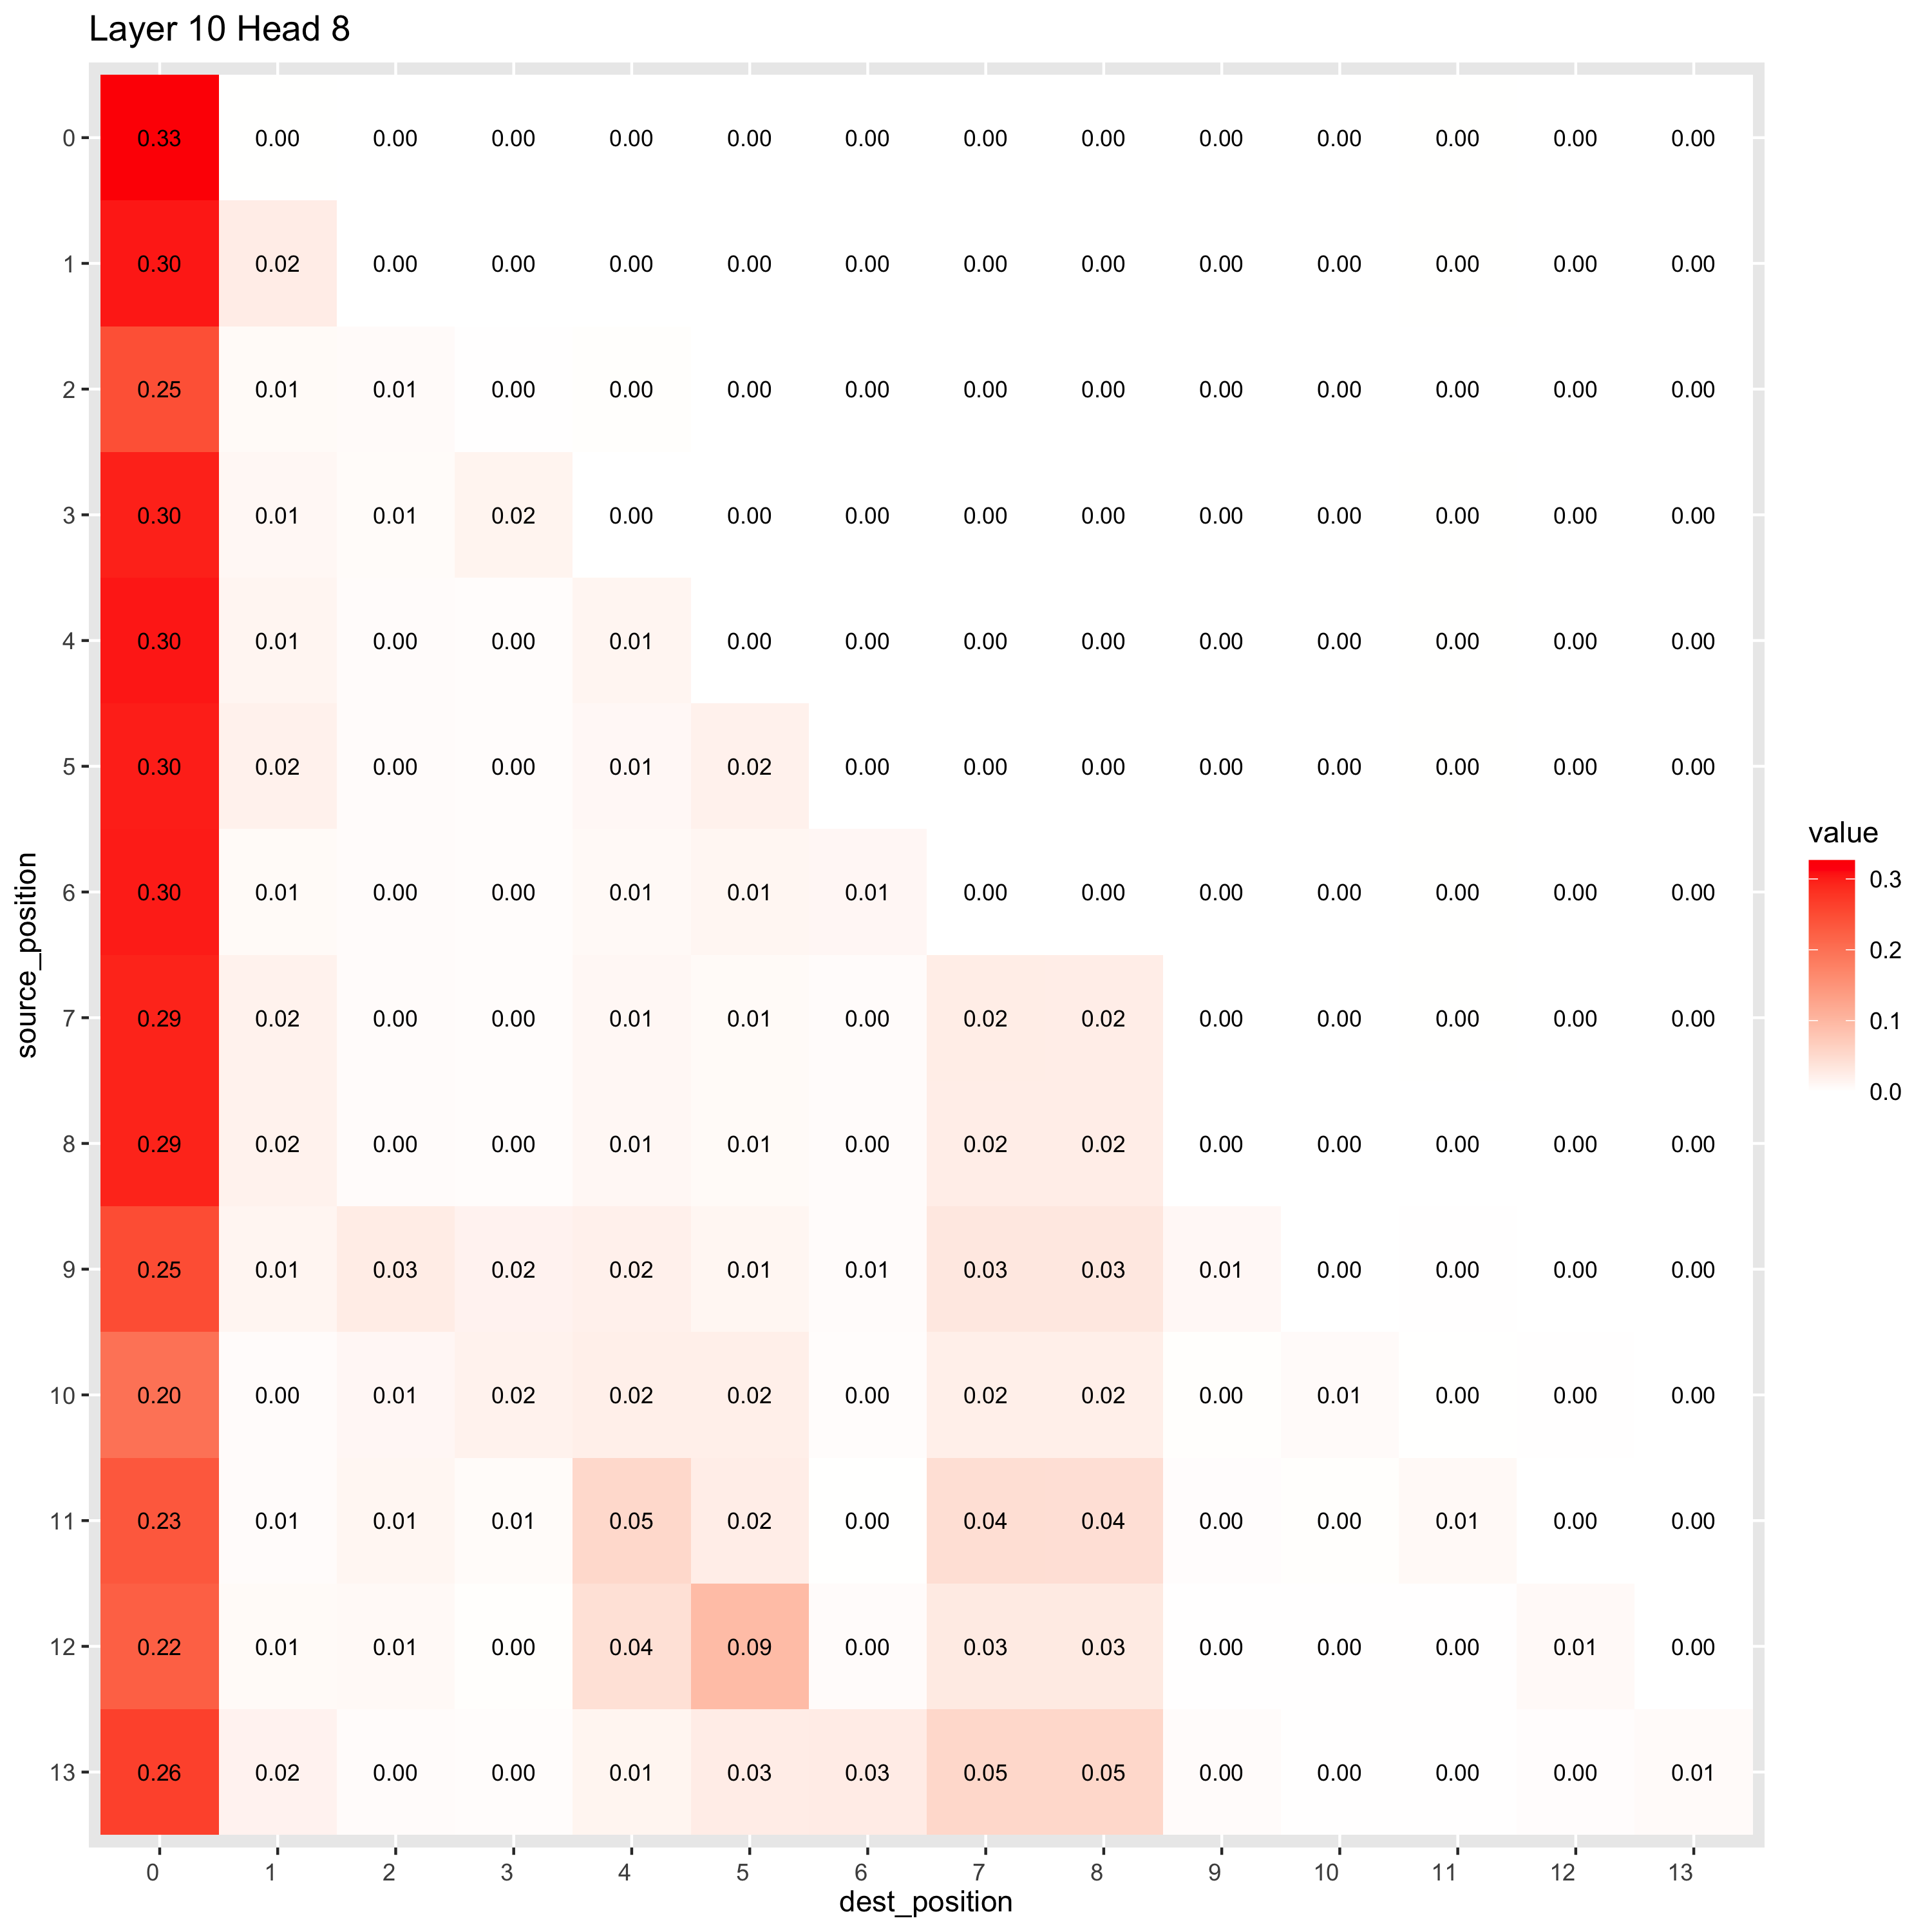 Layer 10 Head 8
0 0.33 0.00 0.00 0.00 0.00 0.00 0.00 0.00 0.00 0.00 0.00 0.00 0.00 0.00
1 0.30 0.02 0.00 0.00 0.00 0.00 0.00 0.00 0.00 0.00 0.00 0.00 0.00 0.00
2 0.25 0.01 0.01 0.00 0.00 0.00 0.00 0.00 0.00 0.00 0.00 0.00 0.00 0.00
3 0.30 0.01 0.01 0.02 0.00 0.00 0.00 0.00 0.00 0.00 0.00 0.00 0.00 0.00
4 0.30 0.01 0.00 0.00 0.01 0.00 0.00 0.00 0.00 0.00 0.00 0.00 0.00 0.00
5 0.30 0.02 0.00 0.00 0.01 0.02 0.00 0.00 0.00 0.00 0.00 0.00 0.00 0.00
6 0.30 0.01 0.00 0.00 0.01 0.01 0.01 0.00 0.00 0.00 0.00 0.00 0.00 0.00
7 0.29 0.02 0.00 0.00 0.01 0.01 0.00 0.02 0.02 0.00 0.00 0.00 0.00 0.00
8 0.29 0.02 0.00 0.00 0.01 0.01 0.00 0.02 0.02 0.00 0.00 0.00 0.00 0.00
9 0.25 0.01 0.03 0.02 0.02 0.01 0.01 0.03 0.03 0.01 0.00 0.00 0.00 0.00
10 0.20 0.00 0.01 0.02 0.02 0.02 0.00 0.02 0.02 0.00 0.01 0.00 0.00 0.00
11 0.23 0.01 0.01 0.01 0.05 0.02 0.00 0.04 0.04 0.00 0.00 0.01 0.00 0.00
12 0.22 0.01 0.01 0.00 0.04 0.09 0.00 0.03 0.03 0.00 0.00 0.00 0.01 0.00
13 0.26 0.02 0.00 0.00 0.01 0.03 0.03 0.05 0.05 0.00 0.00 0.00 0.00 0.01
0 1 2 3 4 5 6 7 8 9 10 11 12 13
dest_position
source_position
value
0.3
0.2
0.1
0.0